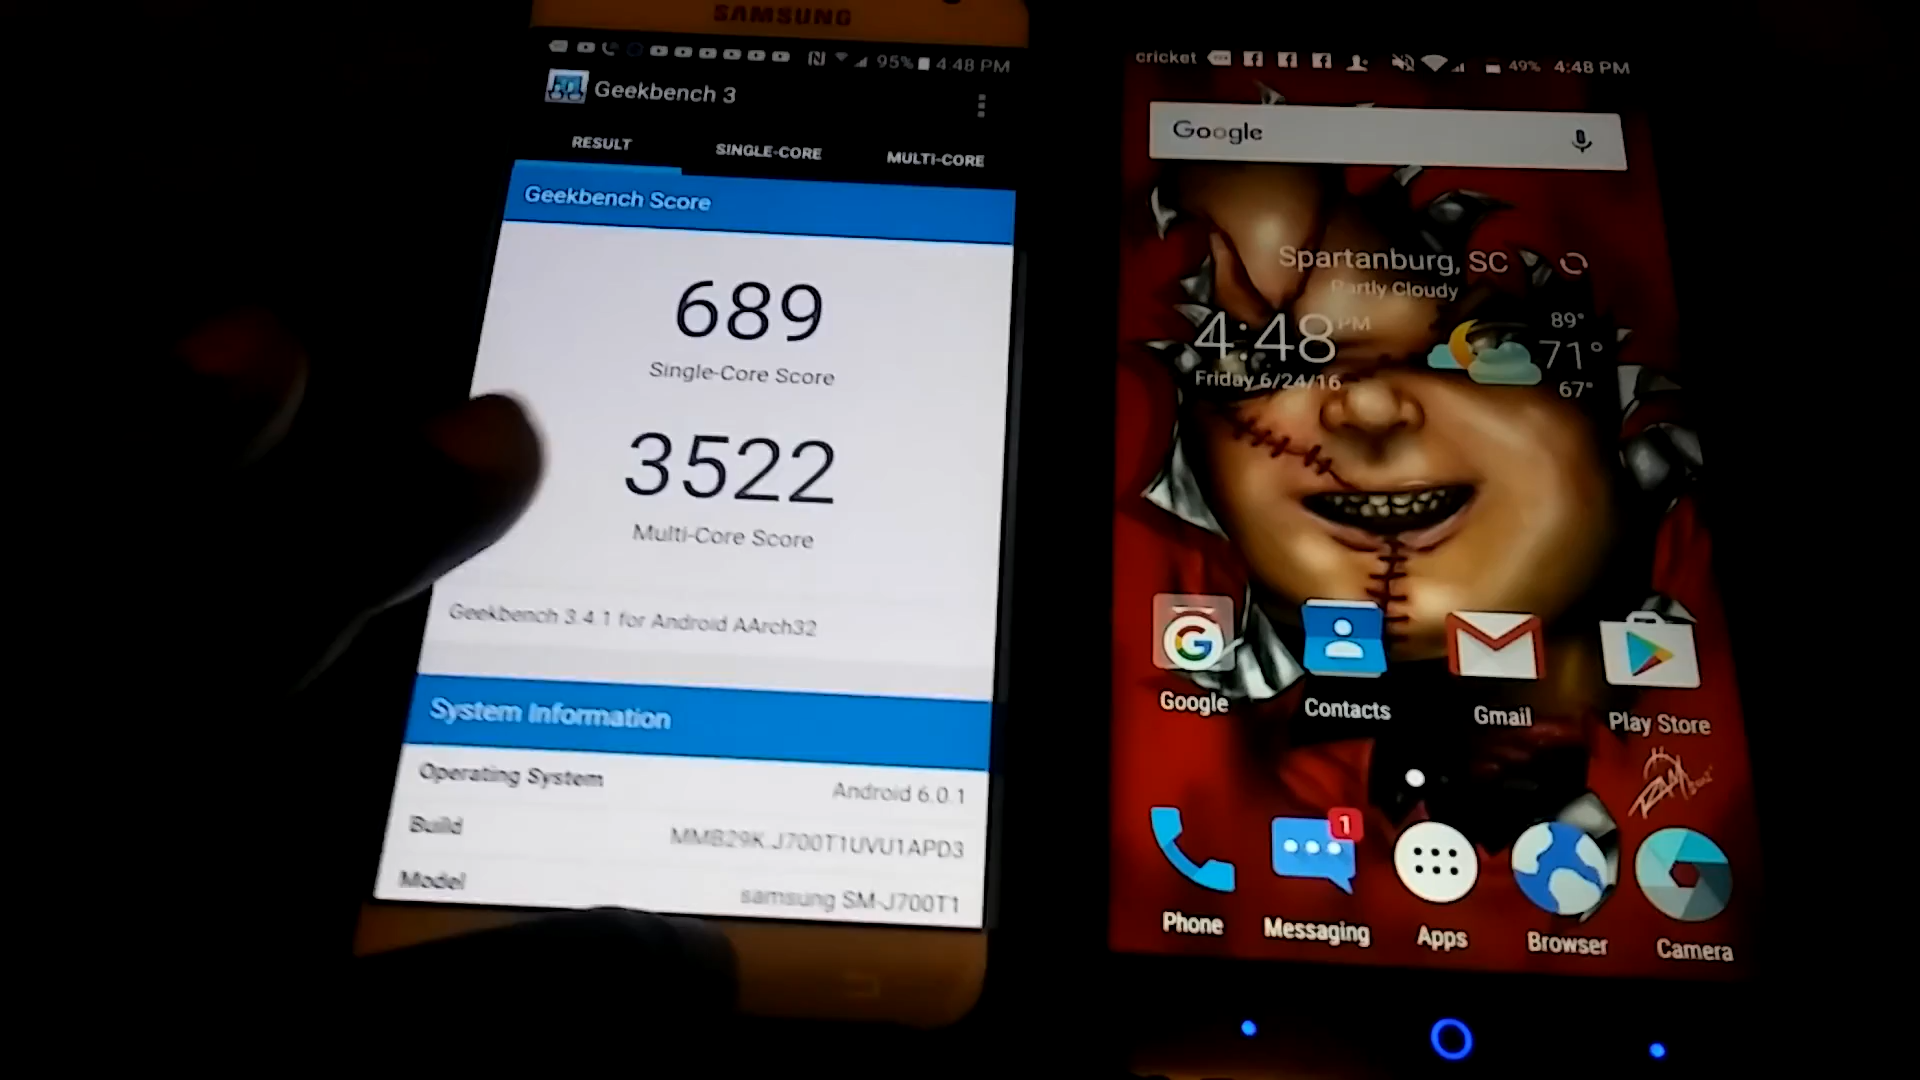 SAMSUNG
95% 4:48 PM
Geekbench 3
RESULT SINGLE-CORE MULTI-CORE
Geekbench Score
689
Single-Core Score
3522
Multi-Core Score
Geekbench 3.4.1 for Android AArch32
System Information
Operating System Android 6.0.1
Build MMB29K.J700T1UVU1APD3
Model samsung SM-J700T1
cricket 49% 4:48 PM
Google
Spartanburg, SC
Partly Cloudy
4:48 PM
Friday 6/24/16
89°
71°
67°
Google Contacts Gmail Play Store
RAM
1
Phone Messaging Apps Browser Camera